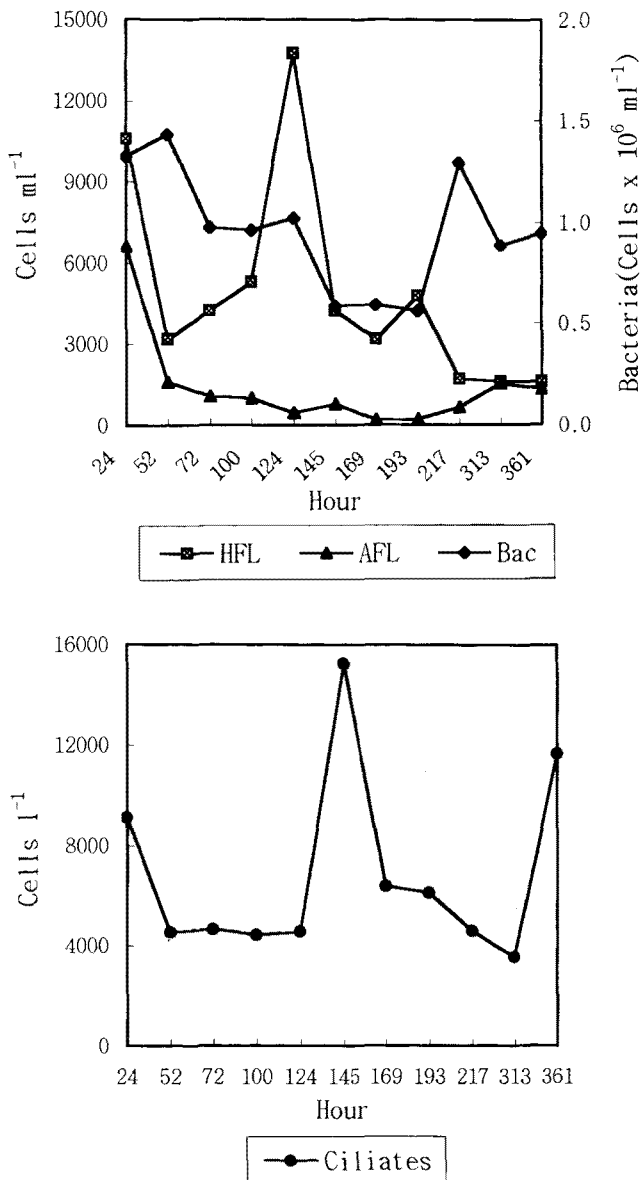 15000
12000
9000
6000
3000
0
Cells ml⁻¹
2.0
1.5
1.0
0.5
0.0
Bacteria(Cells x 10⁶ ml⁻¹)
24 52 72 100 124 145 169 193 217 313 361
Hour
HFL AFL Bac
16000
12000
8000
4000
0
Cells l⁻¹
24 52 72 100 124 145 169 193 217 313 361
Hour
Ciliates